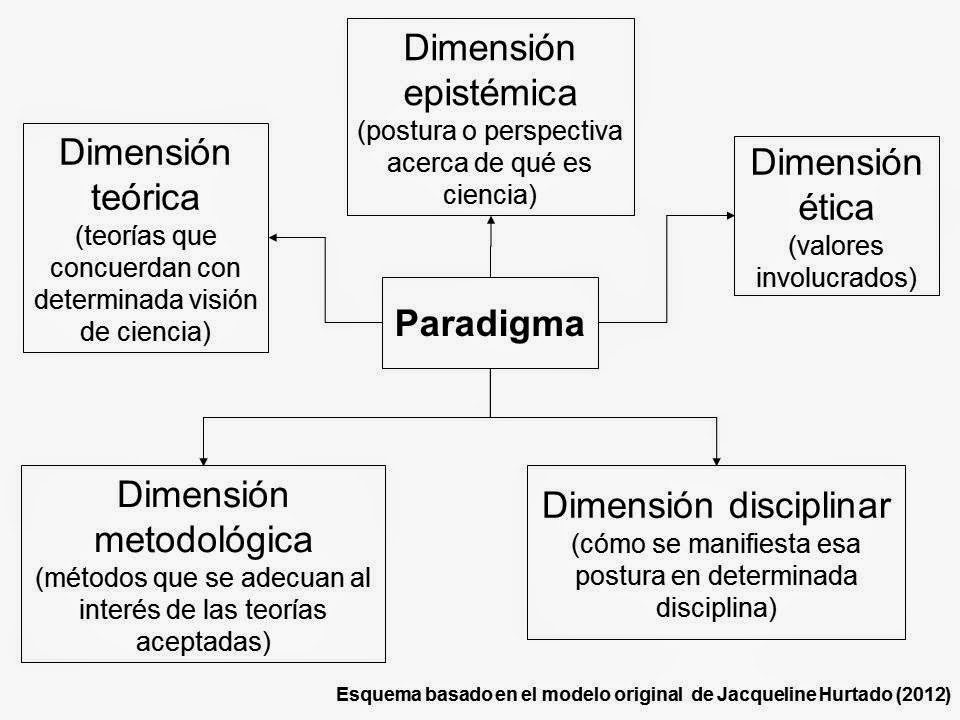 Dimensión
epistémica
(postura o perspectiva
acerca de qué es
ciencia)
Dimensión
teórica
(teorías que
concuerdan con
determinada visión
de ciencia)
Dimensión
ética
(valores
involucrados)
Paradigma
Dimensión
metodológica
(métodos que se adecuan al
interés de las teorías
aceptadas)
Dimensión disciplinar
(cómo se manifiesta esa
postura en determinada
disciplina)
Esquema basado en el modelo original de Jacqueline Hurtado (2012)